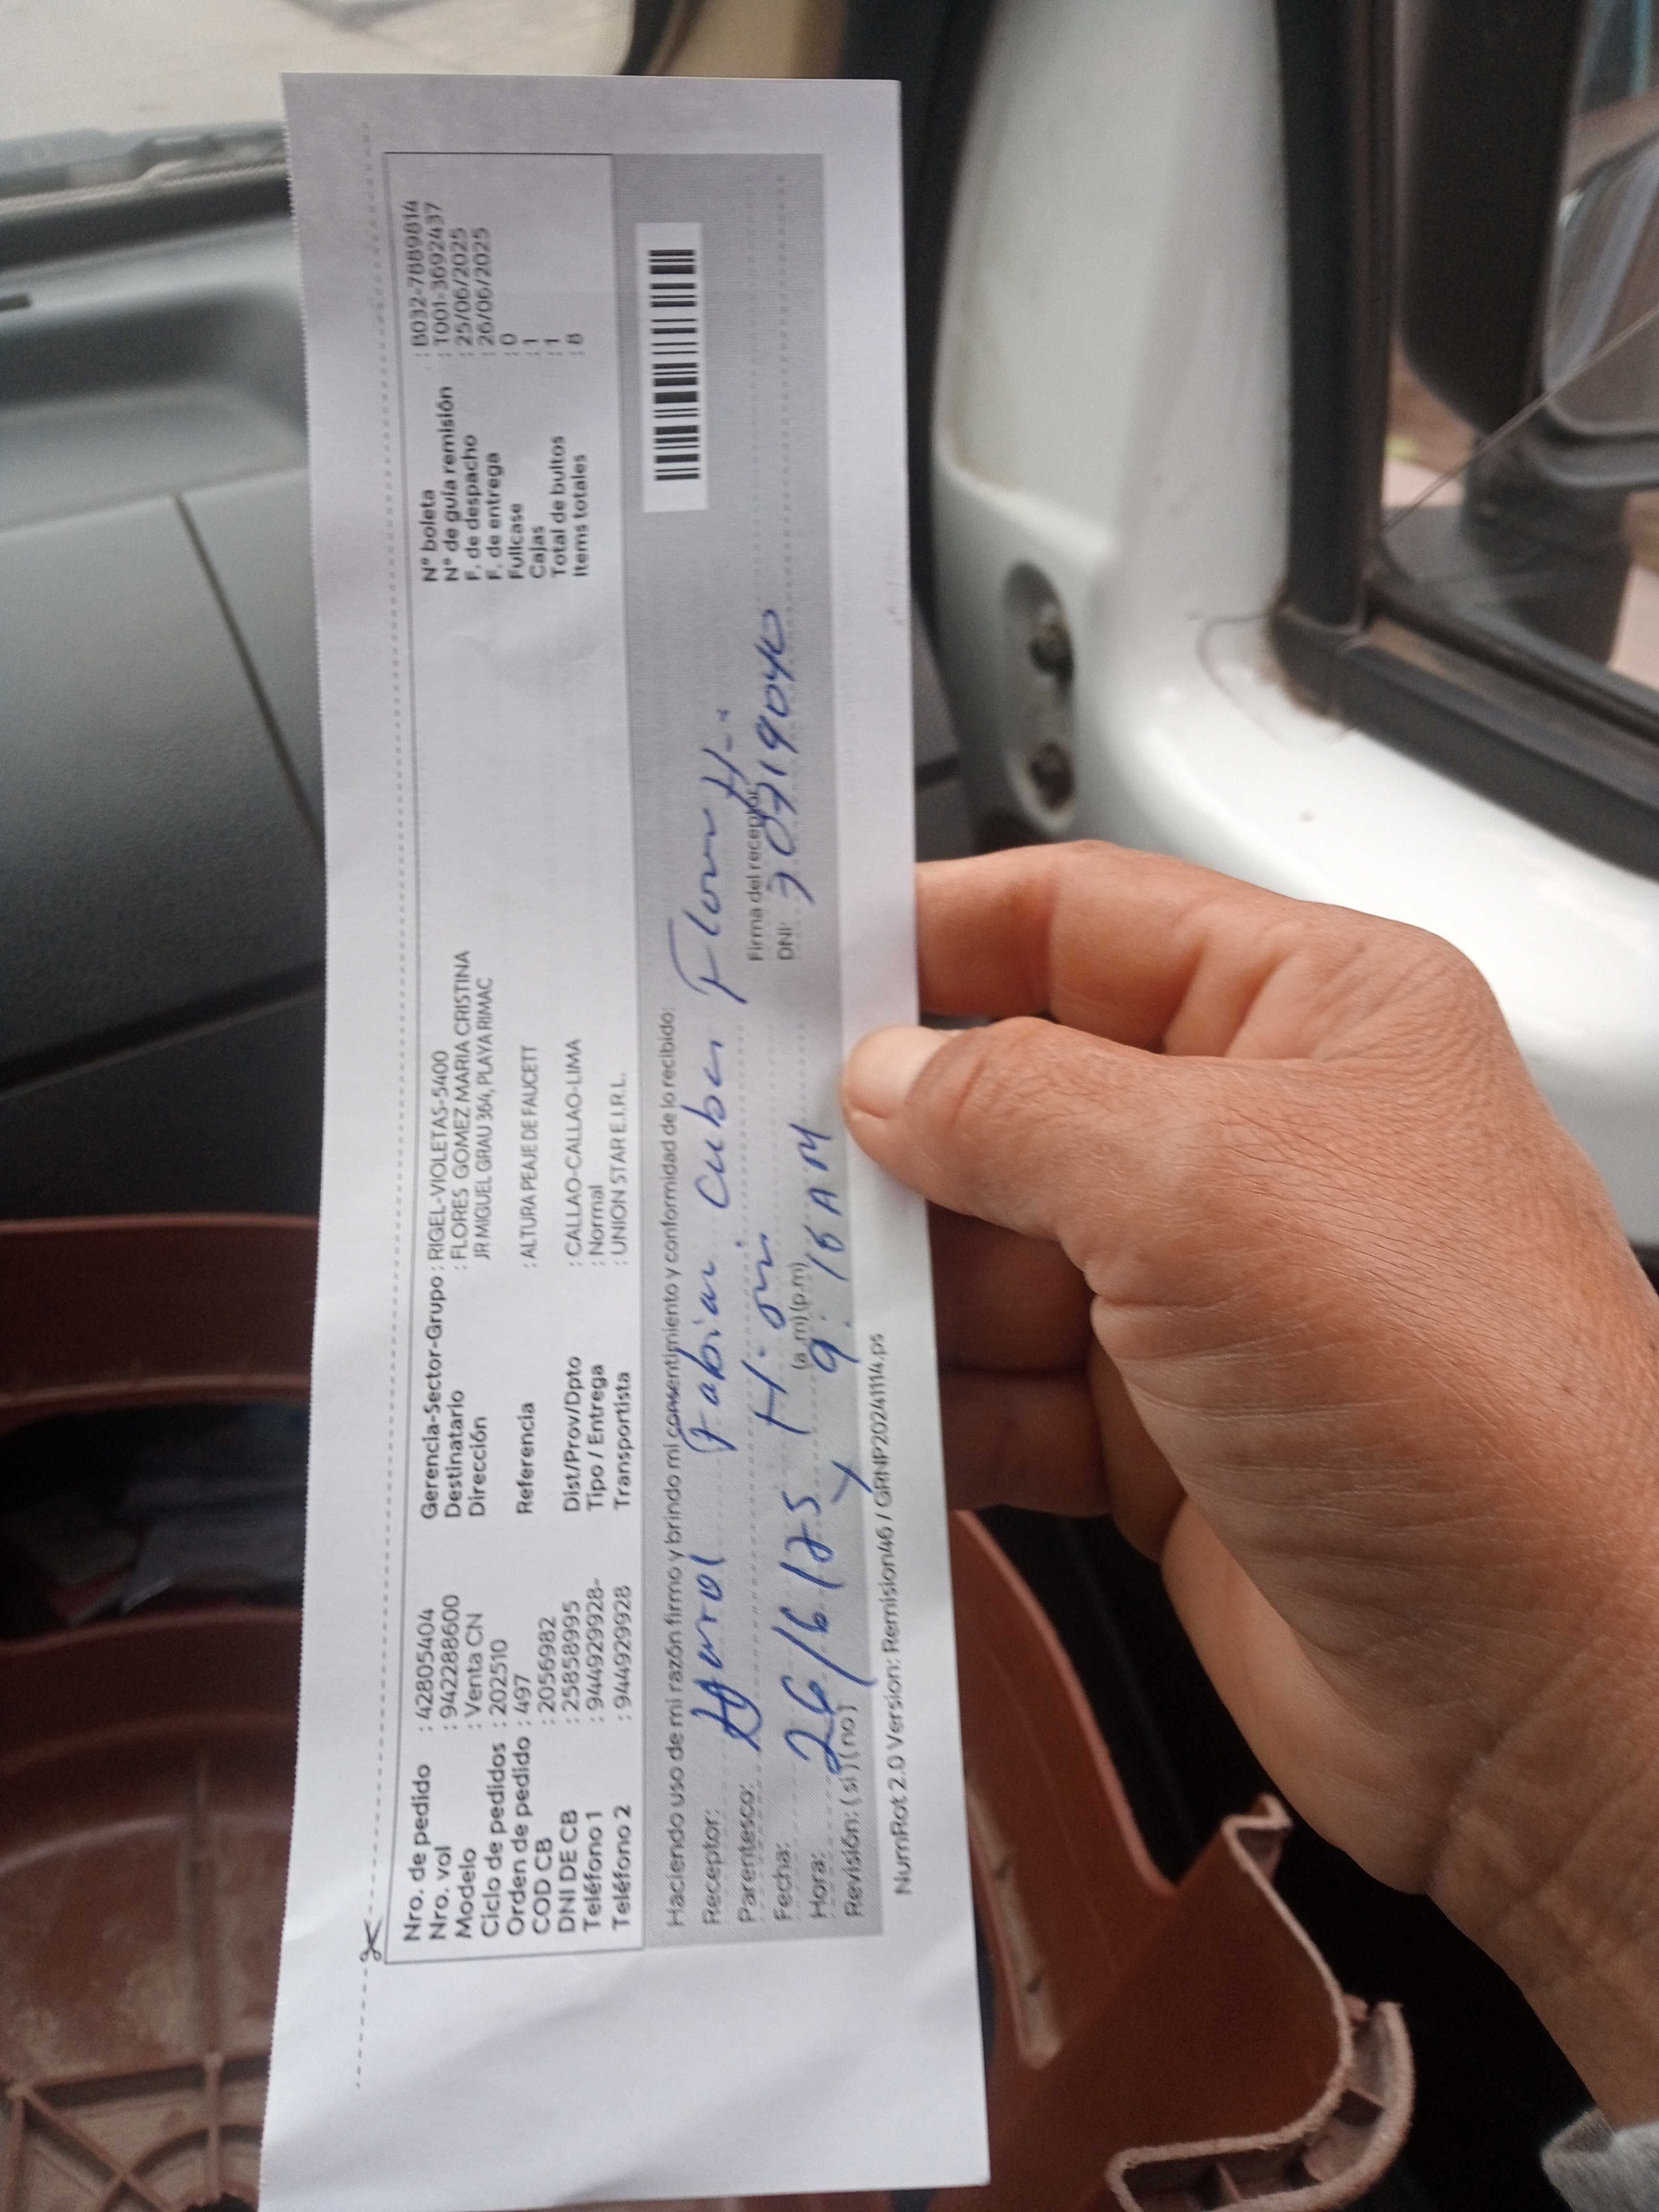 Nro. de pedido : 42805404
Nro. vol : 942288600
Modelo : Venta CN
Ciclo de pedidos : 202510
Orden de pedido : 497
COD CB : 2056982
DNI DE CB : 25858995
Teléfono 1 : 944929928-
Teléfono 2 : 944929928
Gerencia-Sector-Grupo : RIGEL-VIOLETAS-5400
Destinatario : FLORES GOMEZ MARIA CRISTINA
Dirección JR MIGUEL GRAU 364, PLAYA RIMAC
Referencia : ALTURA PEAJE DE FAUCETT
Dist/Prov/Dpto : CALLAO-CALLAO-LIMA
Tipo / Entrega : Normal
Transportista : UNION STAR E.I.R.L.
N° boleta : B032-7889814
N° de guía remisión : T001-3692437
F. de despacho : 25/06/2025
F. de entrega : 26/06/2025
Fullcase : 0
Cajas : 1
Total de bultos : 1
Items totales : 8
Haciendo uso de mi razón firmo y brindo mi consentimiento y conformidad de lo recibido:
Receptor: Fabian Cuba
Parentesco:
Firma del receptor:
Fecha: 26/6/25
DNI:
Hora: (a.m)(p.m) 9:16 AM
Revisión: (si)(no)
NumRot 2.0 Version: Remision46 / GRNP20241114.ps